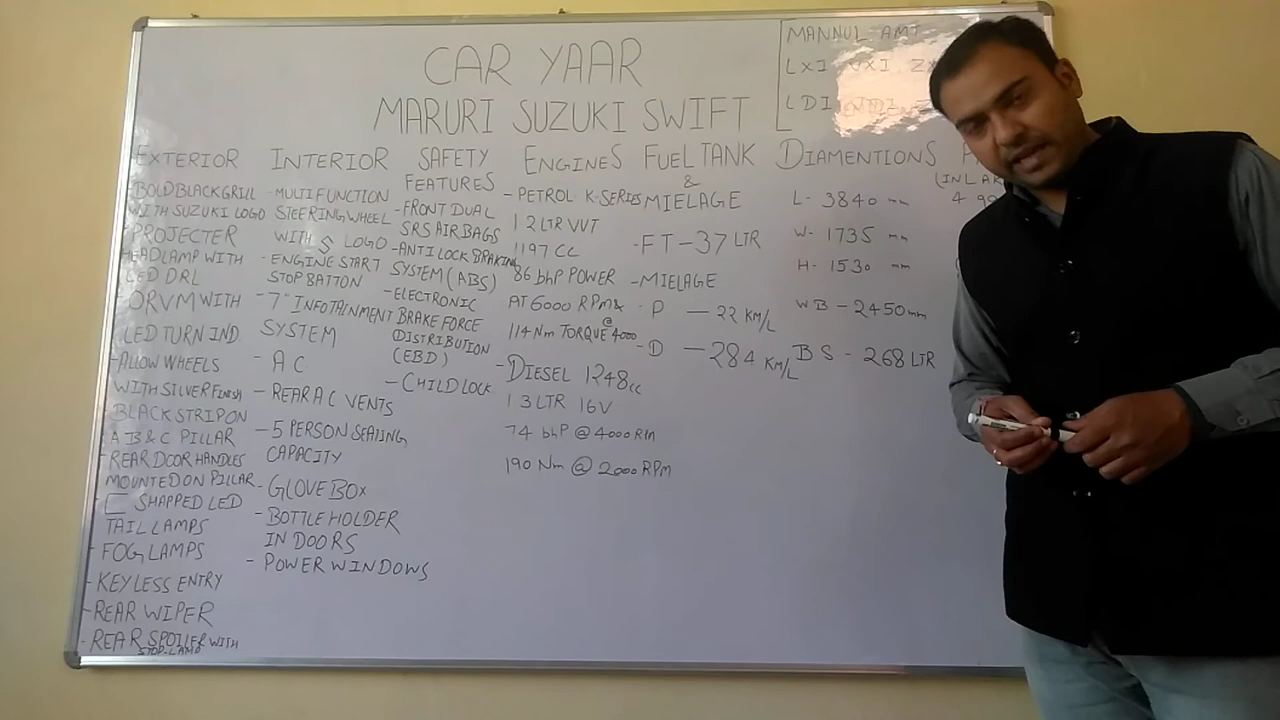 CAR YAAR
MARURI SUZUKI SWIFT
MANNUL AMT
LXI VXI
LDI VDI
EXTERIOR
-BOLD BLACK GRILL
WITH SUZUKI LOGO
-PROJECTER
HEADLAMP WITH
LED DRL
-ORVM WITH
LED TURN IND
-ALLOW WHEELS
WITH SILVER FINISH
BLACK STRIP ON
A B & C PILLAR
-REAR DOOR HANDLES
MOUNTED ON PILLAR
-[ SHAPPED LED
TAIL LAMPS
- FOG LAMPS
- KEYLESS ENTRY
- REAR WIPER
- REAR SPOILER WITH
STOP-LAMP
INTERIOR
-MULTI FUNCTION
STEERING WHEEL
WITH S LOGO
- ENGINE START
STOP BATTON
- 7" INFOTAINMENT
SYSTEM
- A C
- REAR A C VENTS
- 5 PERSON SEATING
CAPACITY
- GLOVE BOX
- BOTTLE HOLDER
IN DOORS
- POWER WINDOWS
SAFETY
FEATURES
-FRONT DUAL
SRS AIR BAGS
-ANTI LOCK BRAKING
SYSTEM (ABS)
-ELECTRONIC
BRAKE FORCE
DISTRIBUTION
(EBD)
- CHILD LOCK
ENGINES
- PETROL K-SERIES
1 2 LTR VVT
1197 CC
86 bhp POWER
AT 6000 RPM &
114 Nm TORQUE @ 4000
- DIESEL 1248 cc
1 3 LTR 16V
74 bhp @ 4000 RPM
190 Nm @ 2000 RPM
FUEL TANK
&
MIELAGE
-FT-37 LTR
-MIELAGE
- P — 22 KM/L
- D — 284 KM/L
DIAMENTIONS
L- 3840 mm
W- 1735 mm
H- 1530 mm
WB - 2450 mm
BS - 268 LTR
4 99